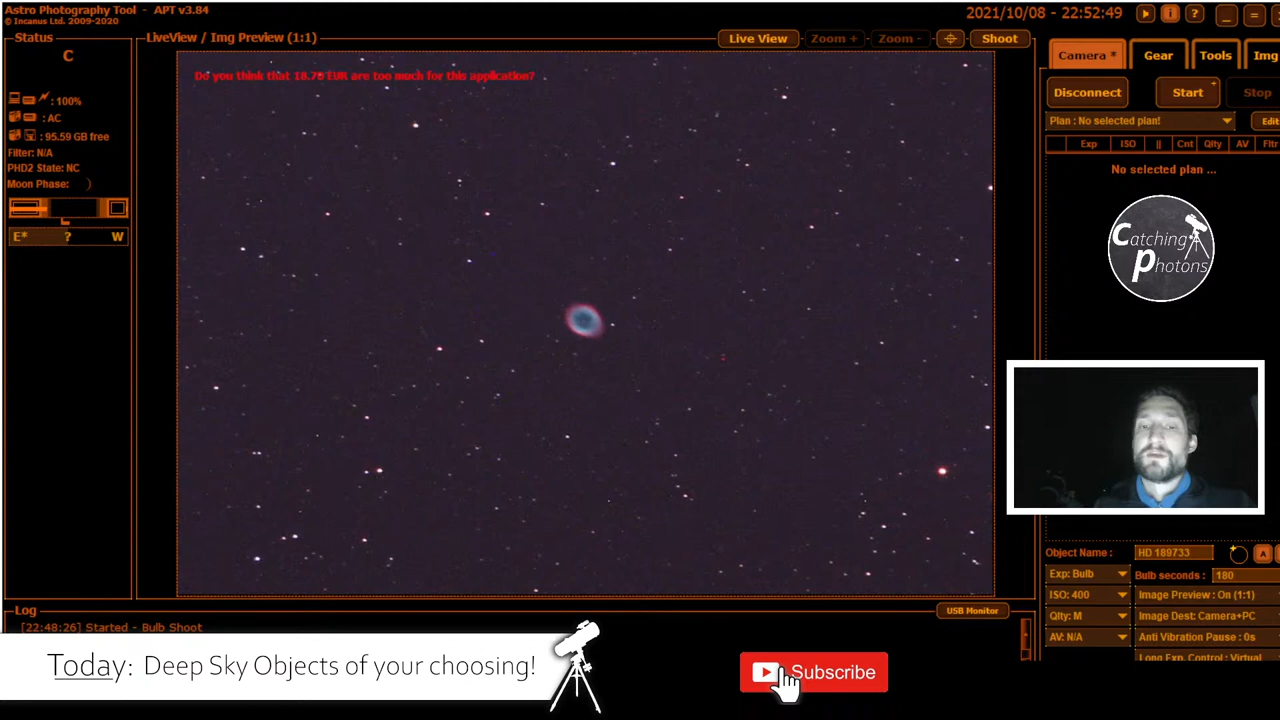 Astro Photography Tool - APT v3.84
© Incanus Ltd. 2009-2020
2021/10/08 - 22:52:49
?
Status
C
: 100%
: AC
: 95.59 GB free
Filter: N/A
PHD2 State: NC
Moon Phase:
E* ? W
LiveView / Img Preview (1:1)
Live View
Zoom +
Zoom -
Shoot
Do you think that 18.70 EUR are too much for this application?
Camera *
Gear
Tools
Img
Disconnect
Start
Stop
Plan : No selected plan!
Edit
Exp ISO || Cnt Qlty AV Fltr
No selected plan ...
Catching
Photons
Object Name : HD 189733
A
Exp: Bulb
Bulb seconds : 180
ISO: 400
Image Preview : On (1:1)
Qlty: M
Image Dest: Camera+PC
AV: N/A
Anti Vibration Pause : 0s
Long Exp. Control : Virtual
Log
USB Monitor
[22:48:26] Started - Bulb Shoot
Today: Deep Sky Objects of your choosing!
Subscribe